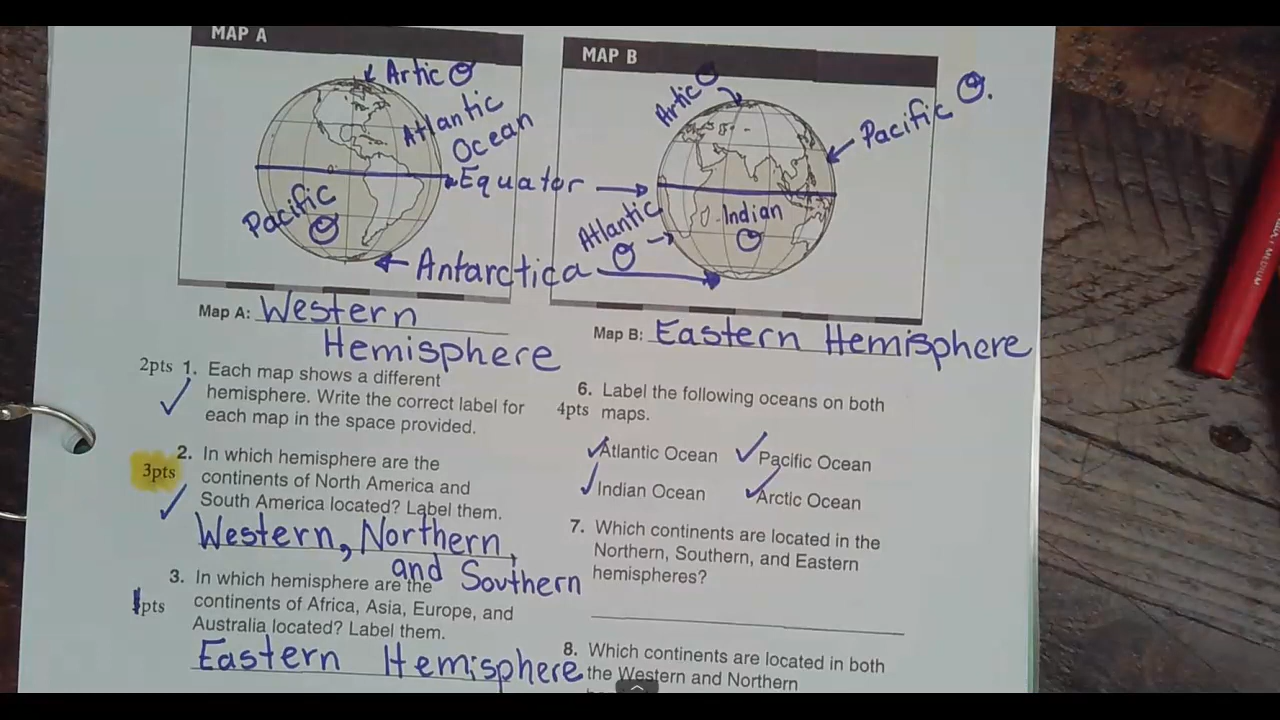 MAP A
Artic O
Atlantic
Ocean
Equator
Pacific
O
Antarctica
MAP B
Artic O
Pacific O.
Atlantic
O
Indian
O
Map A: Western
Hemisphere
Map B: Eastern Hemisphere
2pts 1. Each map shows a different
hemisphere. Write the correct label for
each map in the space provided.
2. In which hemisphere are the
3pts continents of North America and
South America located? Label them.
Western, Northern,
and Southern
3. In which hemisphere are the
pts continents of Africa, Asia, Europe, and
Australia located? Label them.
Eastern Hemisphere
6. Label the following oceans on both
4pts maps.
Atlantic Ocean Pacific Ocean
Indian Ocean Arctic Ocean
7. Which continents are located in the
Northern, Southern, and Eastern
hemispheres?
8. Which continents are located in both
the Western and Northern
MEDIUM